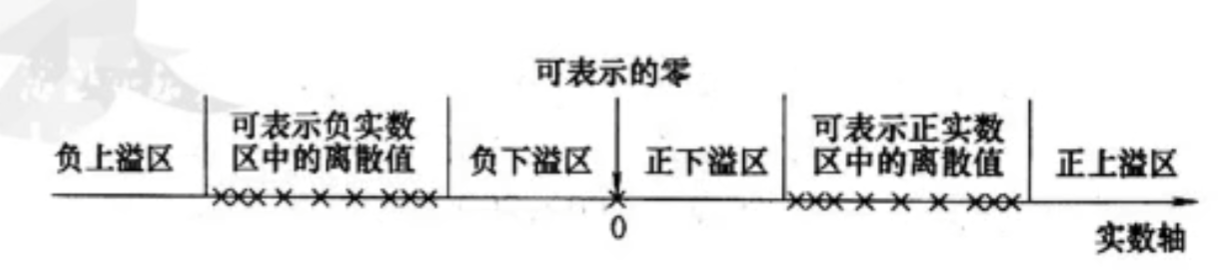 可表示的零
负上溢区
可表示负实数
区中的离散值
负下溢区
正下溢区
可表示正实数
区中的离散值
正上溢区
0
实数轴